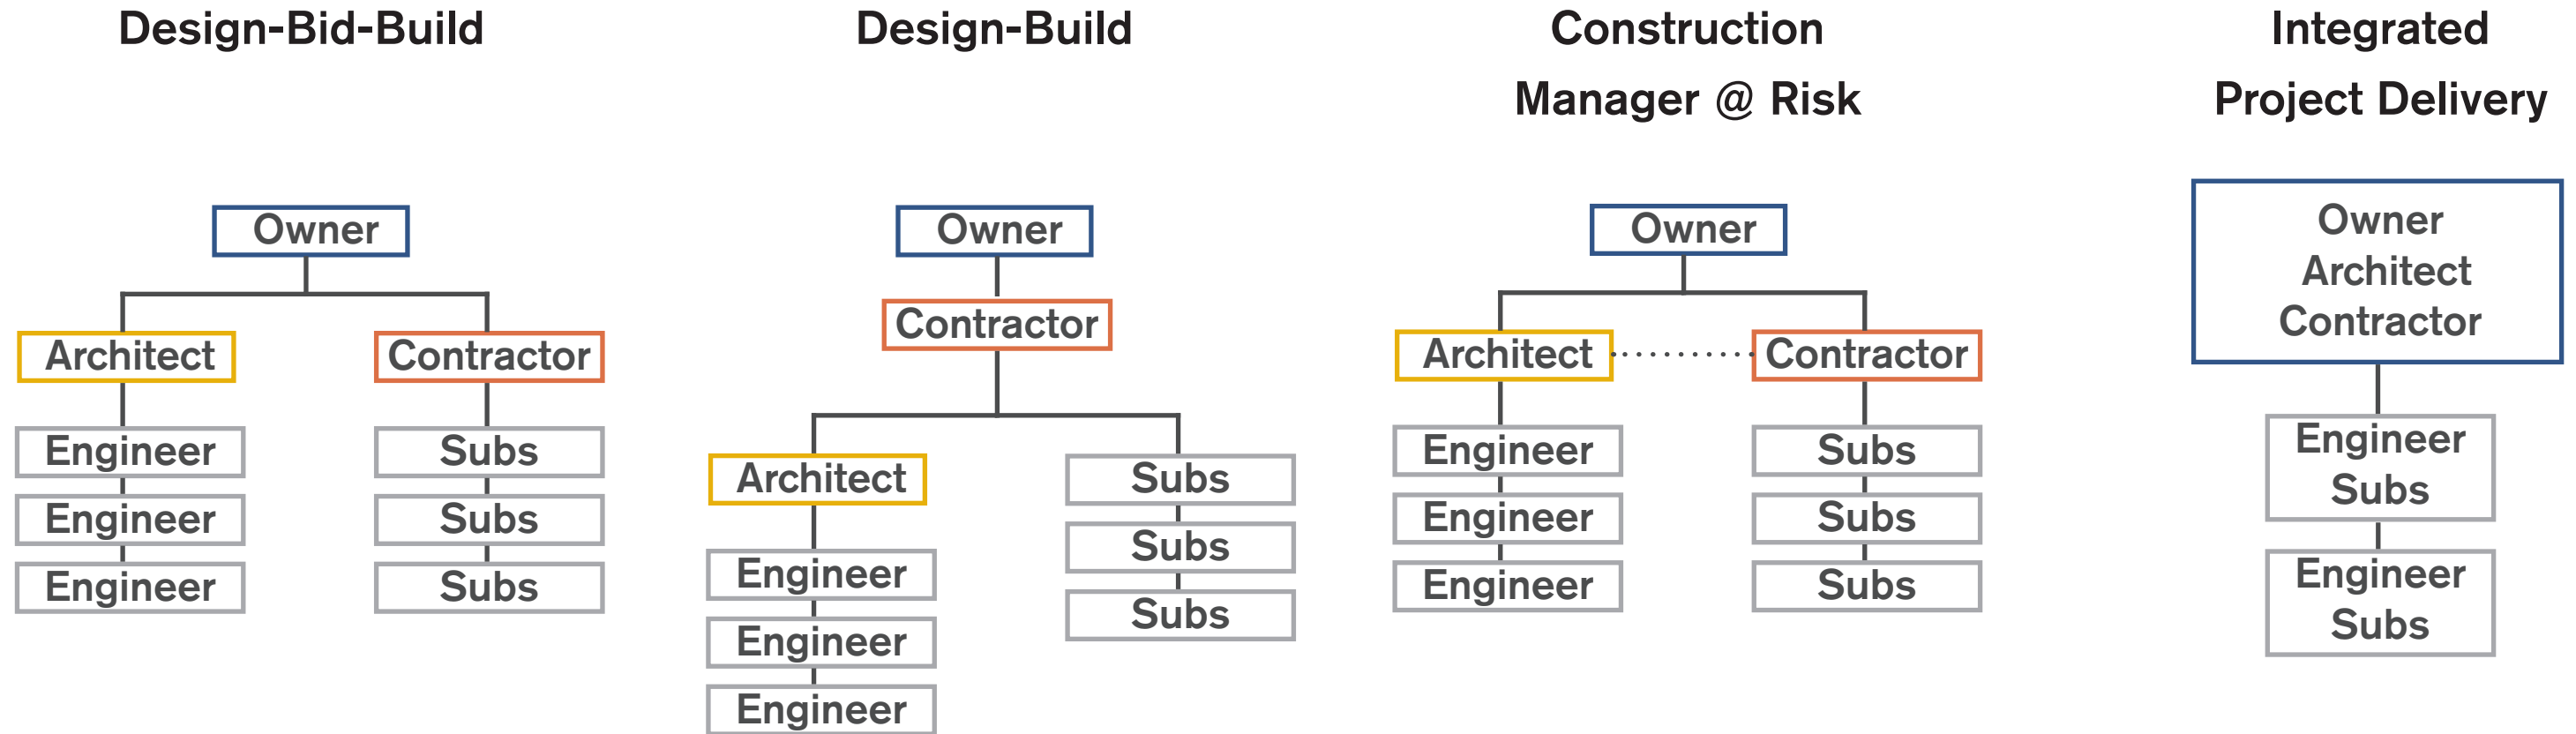 Design-Bid-Build
Owner
Architect
Contractor
Engineer
Subs
Engineer
Subs
Engineer
Subs
Design-Build
Owner
Contractor
Architect
Subs
Subs
Subs
Engineer
Engineer
Engineer
Construction
Manager @ Risk
Owner
Architect
Contractor
Engineer
Subs
Engineer
Subs
Engineer
Subs
Integrated
Project Delivery
Owner
Architect
Contractor
Engineer
Subs
Engineer
Subs